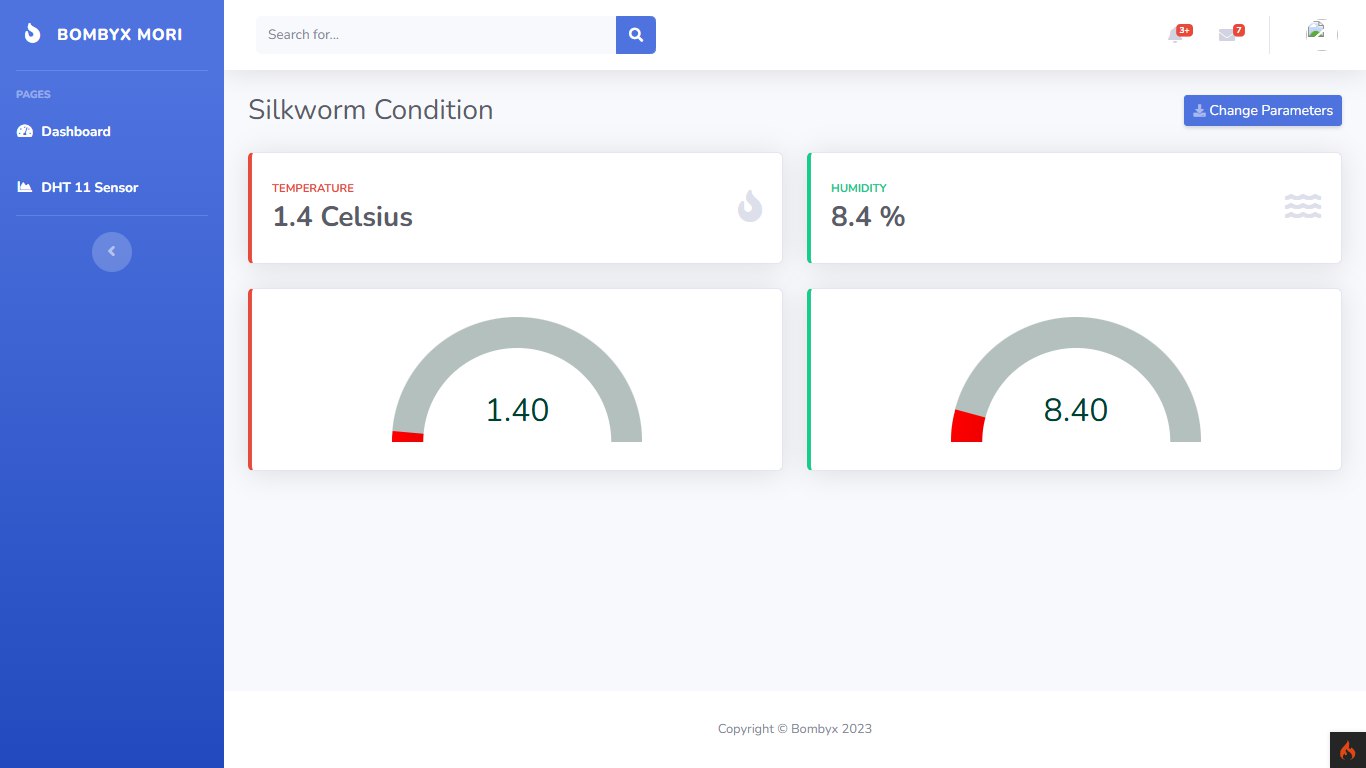 BOMBYX MORI
Search for...
3+
7
PAGES
Dashboard
DHT 11 Sensor
Silkworm Condition
Change Parameters
TEMPERATURE
1.4 Celsius
HUMIDITY
8.4 %
1.40
8.40
Copyright © Bombyx 2023